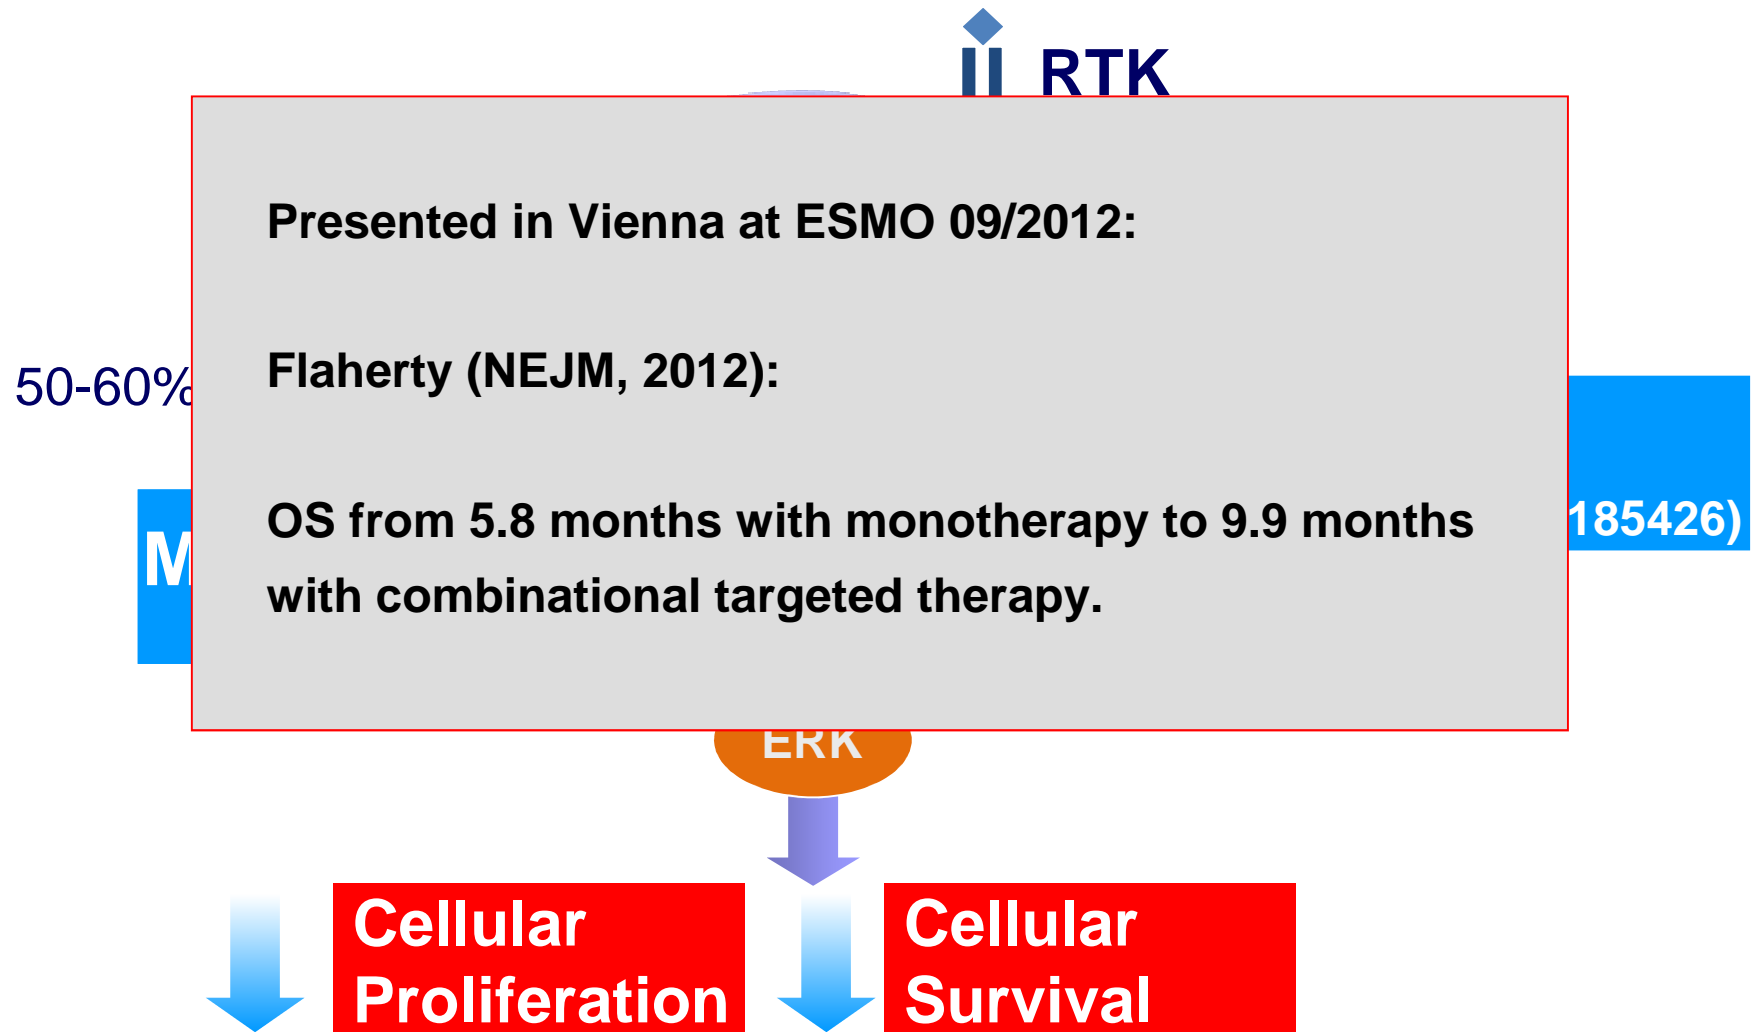 RTK
Presented in Vienna at ESMO 09/2012:
Flaherty (NEJM, 2012):
50-60%
OS from 5.8 months with monotherapy to 9.9 months
with combinational targeted therapy.
185426)
ERK
Cellular
Proliferation
Cellular
Survival